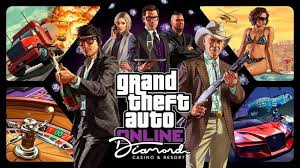 grand
theft
auto
ONLINE
Diamond
CASINO & RESORT